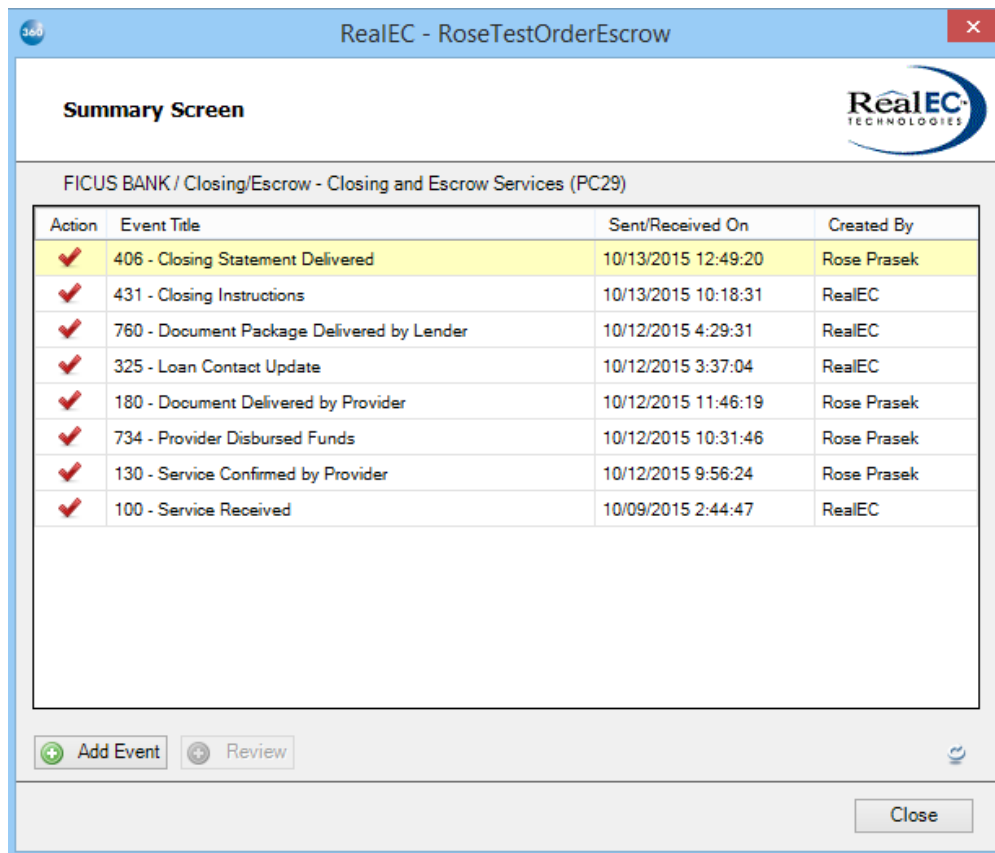 360
RealEC - RoseTestOrderEscrow
Summary Screen
RealEC
TECHNOLOGIES
FICUS BANK / Closing/Escrow - Closing and Escrow Services (PC29)
Action Event Title Sent/Received On Created By
406 - Closing Statement Delivered 10/13/2015 12:49:20 Rose Prasek
431 - Closing Instructions 10/13/2015 10:18:31 RealEC
760 - Document Package Delivered by Lender 10/12/2015 4:29:31 RealEC
325 - Loan Contact Update 10/12/2015 3:37:04 RealEC
180 - Document Delivered by Provider 10/12/2015 11:46:19 Rose Prasek
734 - Provider Disbursed Funds 10/12/2015 10:31:46 Rose Prasek
130 - Service Confirmed by Provider 10/12/2015 9:56:24 Rose Prasek
100 - Service Received 10/09/2015 2:44:47 RealEC
Add Event Review
Close